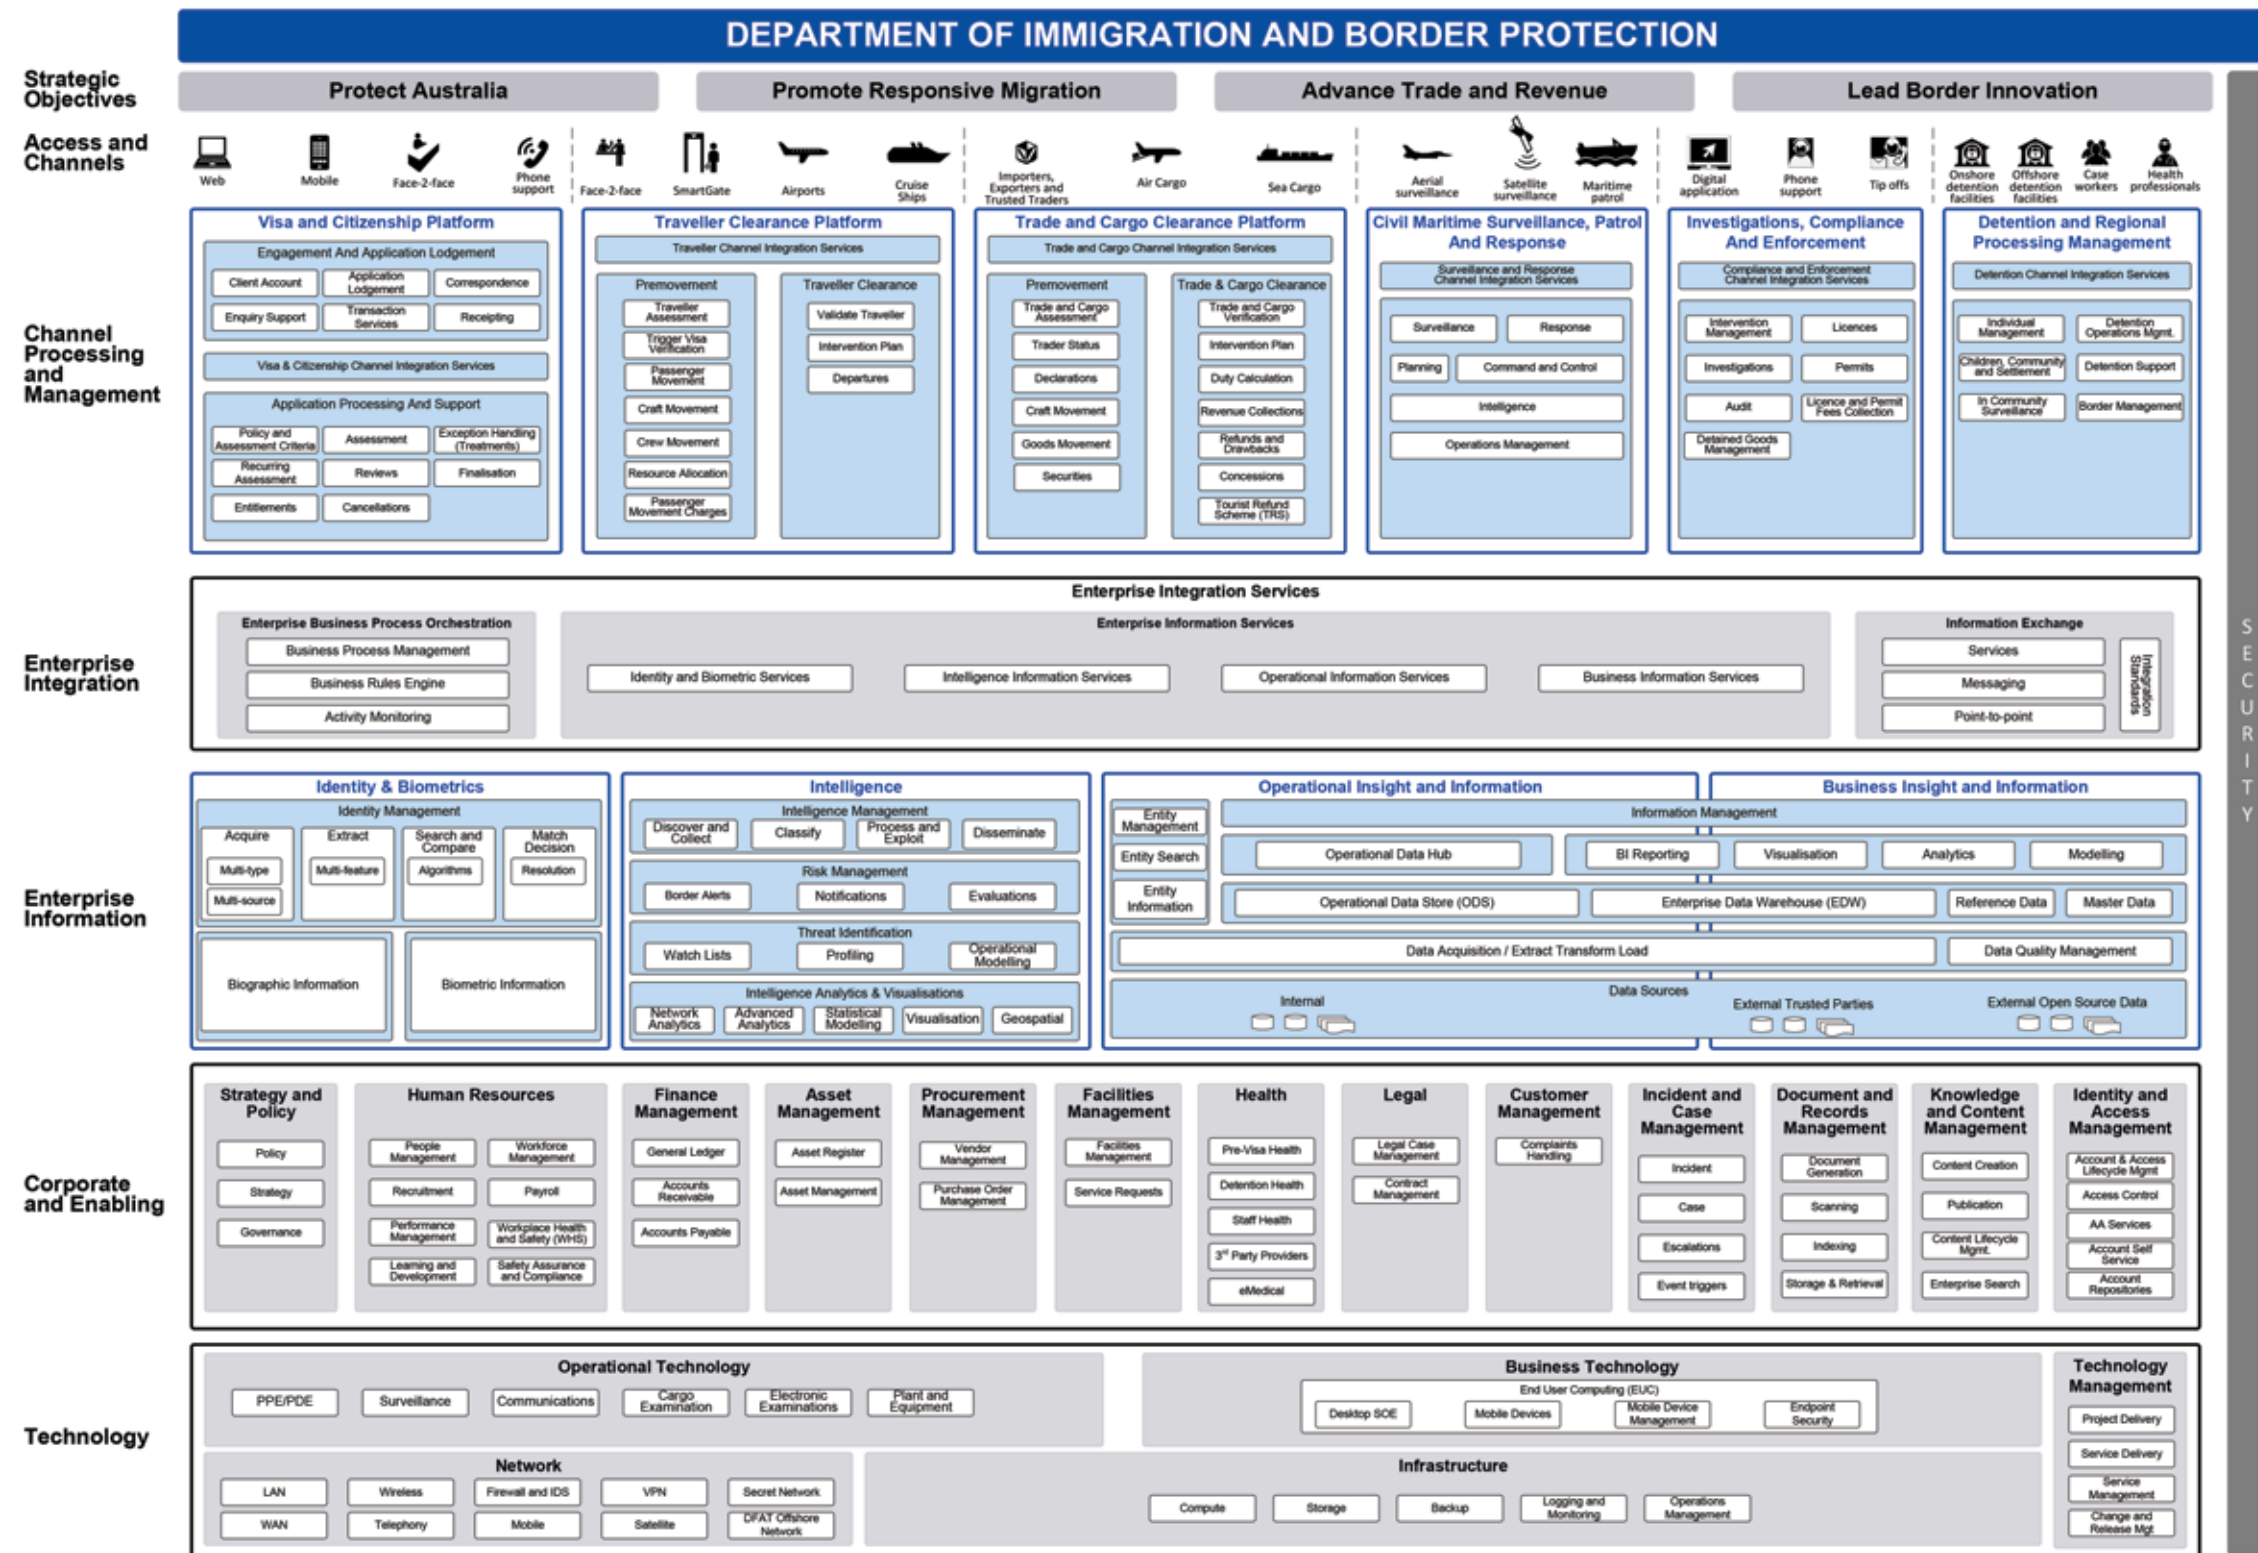 DEPARTMENT OF IMMIGRATION AND BORDER PROTECTION
Strategic
Objectives
Protect Australia
Promote Responsive Migration
Advance Trade and Revenue
Lead Border Innovation
Access and
Channels
Web
Mobile
Face-2-face
Phone
support
Face-2-face
SmartGate
Airports
Cruise
Ships
Importers,
Exporters and
Trusted Traders
Air Cargo
Sea Cargo
Aerial
surveillance
Satellite
surveillance
Maritime
patrol
Digital
application
Phone
support
Tip offs
Onshore
detention
facilities
Offshore
detention
facilities
Case
workers
Health
professionals
Channel
Processing
and
Management
Visa and Citizenship Platform
Engagement And Application Lodgement
Client Account
Application
Lodgement
Correspondence
Enquiry Support
Transaction
Services
Receipting
Visa & Citizenship Channel Integration Services
Application Processing And Support
Policy and
Assessment Criteria
Assessment
Exception Handling
(Treatments)
Recurring
Assessment
Reviews
Finalisation
Entitlements
Cancellations
Traveller Clearance Platform
Traveller Channel Integration Services
Premovement
Traveller
Assessment
Trigger Visa
Verification
Passenger
Movement
Craft Movement
Crew Movement
Resource Allocation
Passenger
Movement Charges
Traveller Clearance
Validate Traveller
Intervention Plan
Departures
Trade and Cargo Clearance Platform
Trade and Cargo Channel Integration Services
Premovement
Trade and Cargo
Assessment
Trader Status
Declarations
Craft Movement
Goods Movement
Securities
Trade & Cargo Clearance
Trade and Cargo
Verification
Intervention Plan
Duty Calculation
Revenue Collections
Refunds and
Drawbacks
Concessions
Tourist Refund
Scheme (TRS)
Civil Maritime Surveillance, Patrol
And Response
Surveillance and Response
Channel Integration Services
Surveillance
Response
Planning
Command and Control
Intelligence
Operations Management
Investigations, Compliance
And Enforcement
Compliance and Enforcement
Channel Integration Services
Intervention
Management
Licences
Investigations
Permits
Audit
Licence and Permit
Fees Collection
Detained Goods
Management
Detention and Regional
Processing Management
Detention Channel Integration Services
Individual
Management
Detention
Operations Mgmt.
Children, Community
and Settlement
Detention Support
In Community
Surveillance
Border Management
SECURITY
Enterprise
Integration
Enterprise Integration Services
Enterprise Business Process Orchestration
Business Process Management
Business Rules Engine
Activity Monitoring
Enterprise Information Services
Identity and Biometric Services
Intelligence Information Services
Operational Information Services
Business Information Services
Information Exchange
Services
Messaging
Point-to-point
Integration
Standards
Enterprise
Information
Identity & Biometrics
Identity Management
Acquire
Multi-type
Multi-source
Extract
Multi-feature
Search and
Compare
Algorithms
Match
Decision
Resolution
Biographic Information
Biometric Information
Intelligence
Intelligence Management
Discover and
Collect
Classify
Process and
Exploit
Disseminate
Risk Management
Border Alerts
Notifications
Evaluations
Threat Identification
Watch Lists
Profiling
Operational
Modelling
Intelligence Analytics & Visualisations
Network
Analytics
Advanced
Analytics
Statistical
Modelling
Visualisation
Geospatial
Operational Insight and Information
Business Insight and Information
Entity
Management
Entity Search
Entity
Information
Information Management
Operational Data Hub
BI Reporting
Visualisation
Analytics
Modelling
Operational Data Store (ODS)
Enterprise Data Warehouse (EDW)
Reference Data
Master Data
Data Acquisition / Extract Transform Load
Data Quality Management
Data Sources
Internal
External Trusted Parties
External Open Source Data
Corporate
and Enabling
Strategy and
Policy
Policy
Strategy
Governance
Human Resources
People
Management
Workforce
Management
Recruitment
Payroll
Performance
Management
Workplace Health
and Safety (WHS)
Learning and
Development
Safety Assurance
and Compliance
Finance
Management
General Ledger
Accounts
Receivable
Accounts Payable
Asset
Management
Asset Register
Asset Management
Procurement
Management
Vendor
Management
Purchase Order
Management
Facilities
Management
Facilities
Management
Service Requests
Health
Pre-Visa Health
Detention Health
Staff Health
3rd Party Providers
eMedical
Legal
Legal Case
Management
Contract
Management
Customer
Management
Complaints
Handling
Incident and
Case
Management
Incident
Case
Escalations
Event triggers
Document and
Records
Management
Document
Generation
Scanning
Indexing
Storage & Retrieval
Knowledge
and Content
Management
Content Creation
Publication
Content Lifecycle
Mgmt.
Enterprise Search
Identity and
Access
Management
Account & Access
Lifecycle Mgmt
Access Control
AA Services
Account Self
Service
Account
Repositories
Technology
Operational Technology
PPE/PDE
Surveillance
Communications
Cargo
Examination
Electronic
Examinations
Plant and
Equipment
Business Technology
End User Computing (EUC)
Desktop SOE
Mobile Devices
Mobile Device
Management
Endpoint
Security
Technology
Management
Project Delivery
Service Delivery
Service
Management
Change and
Release Mgt
Network
LAN
Wireless
Firewall and IDS
VPN
Secret Network
WAN
Telephony
Mobile
Satellite
DFAT Offshore
Network
Infrastructure
Compute
Storage
Backup
Logging and
Monitoring
Operations
Management